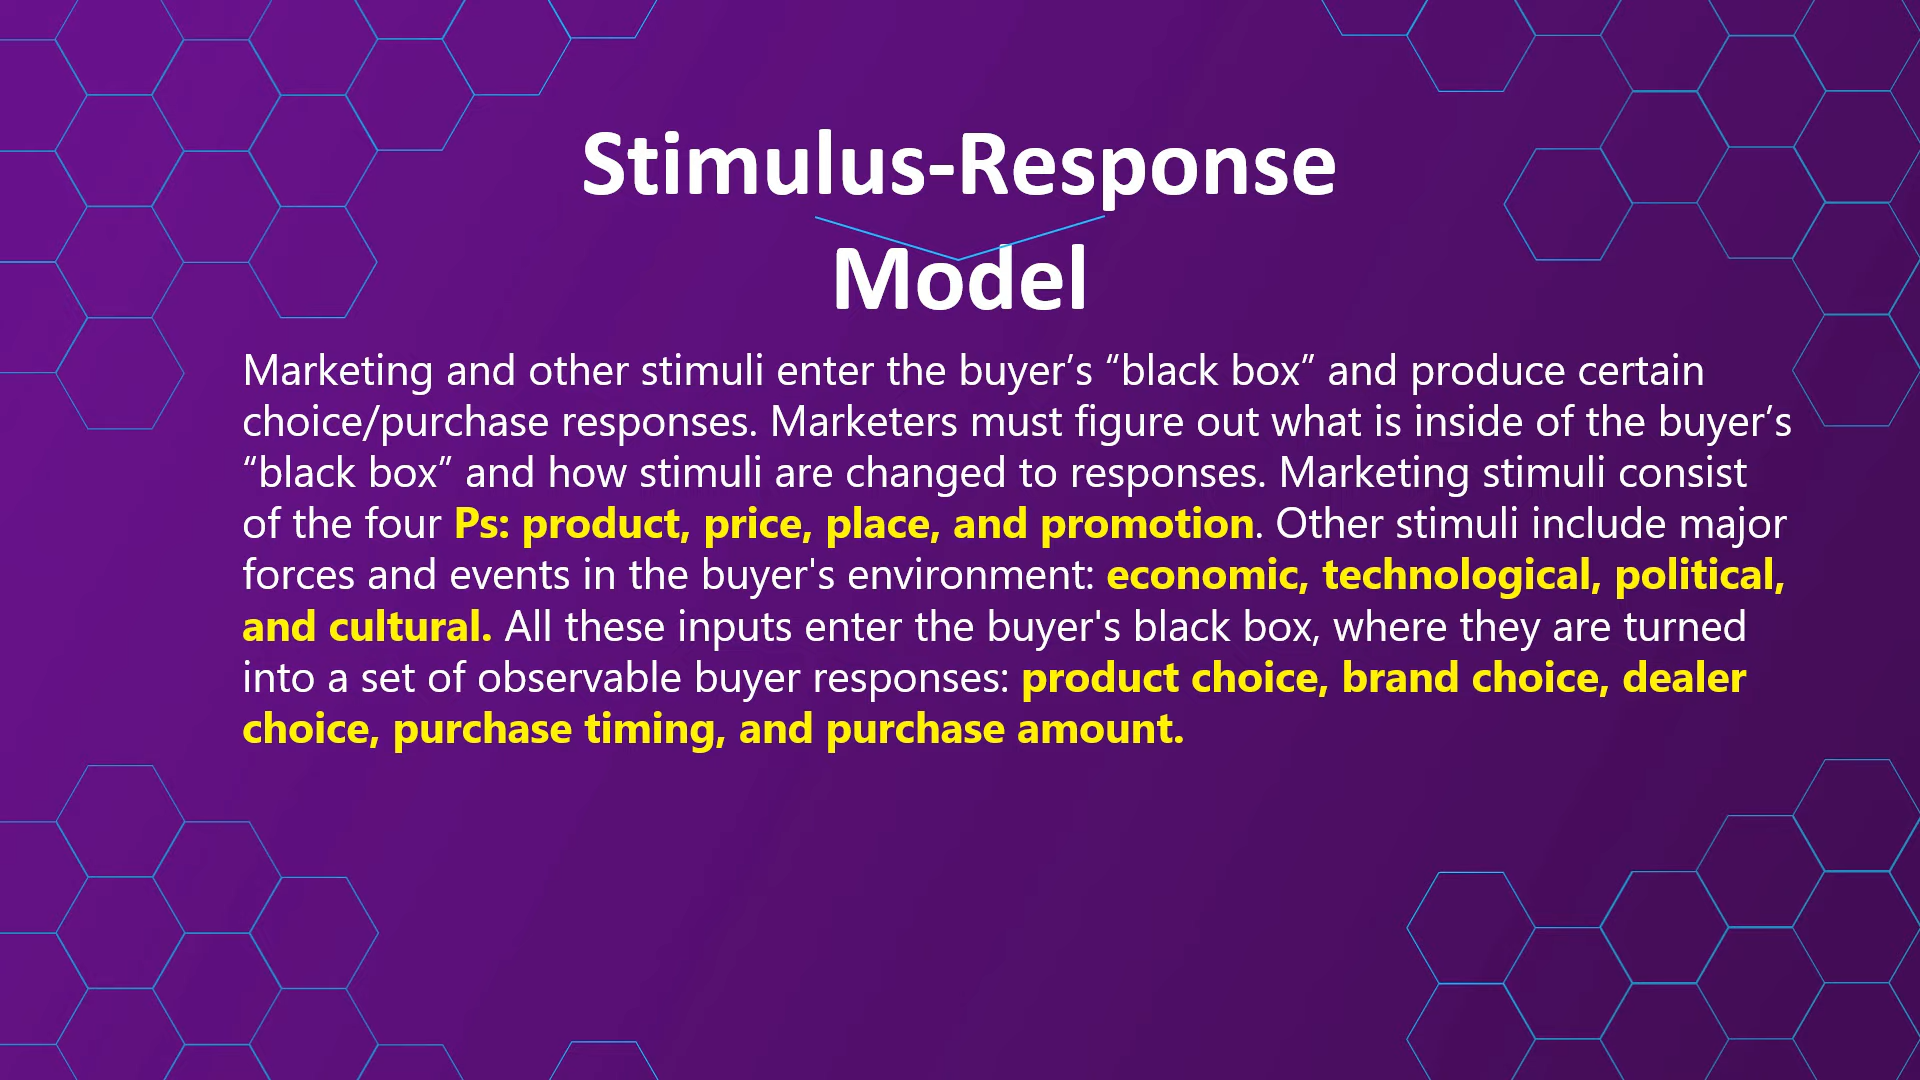 Stimulus-Response
Model
Marketing and other stimuli enter the buyer’s “black box” and produce certain
choice/purchase responses. Marketers must figure out what is inside of the buyer’s
“black box” and how stimuli are changed to responses. Marketing stimuli consist
of the four Ps: product, price, place, and promotion. Other stimuli include major
forces and events in the buyer's environment: economic, technological, political,
and cultural. All these inputs enter the buyer's black box, where they are turned
into a set of observable buyer responses: product choice, brand choice, dealer
choice, purchase timing, and purchase amount.